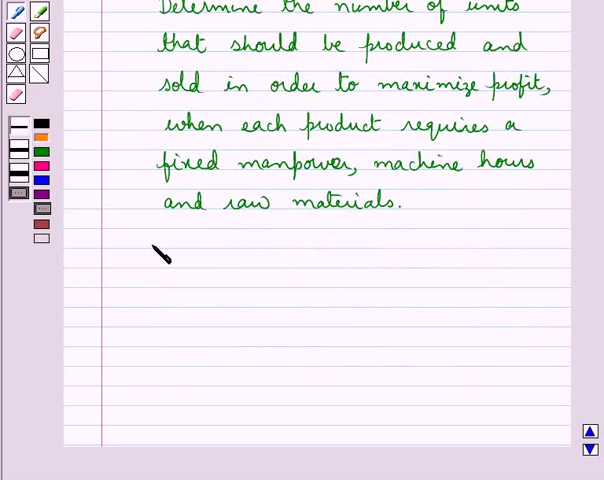 Determine the number of units
that should be produced and
sold in order to maximize profit,
when each product requires a
fixed manpower, machine hours
and raw materials.